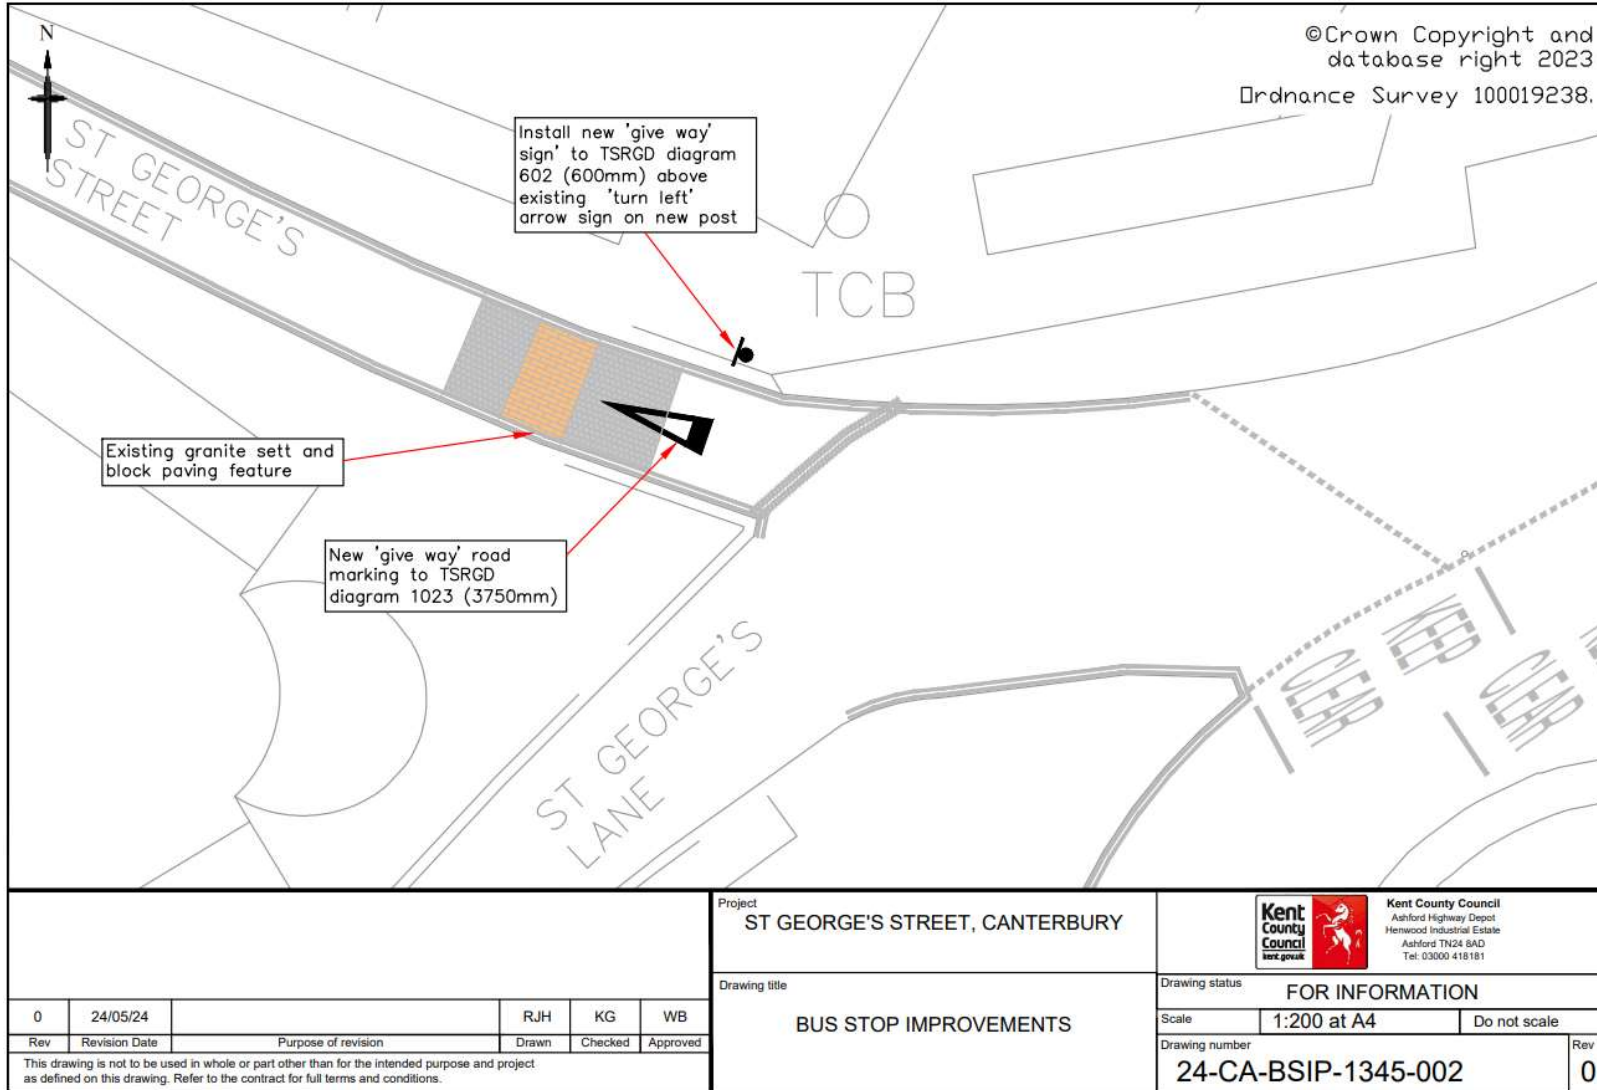 N
©Crown Copyright and
database right 2023
Ordnance Survey 100019238.
ST GEORGE'S
STREET
Install new 'give way'
sign' to TSRGD diagram
602 (600mm) above
existing 'turn left'
arrow sign on new post
TCB
Existing granite sett and
block paving feature
New 'give way' road
marking to TSRGD
diagram 1023 (3750mm)
ST GEORGE'S
LANE
Project
ST GEORGE'S STREET, CANTERBURY
Drawing title
BUS STOP IMPROVEMENTS
Kent
County
Council
kent.gov.uk
Kent County Council
Ashford Highway Depot
Henwood Industrial Estate
Ashford TN24 8AD
Tel: 03000 418181
Drawing status
FOR INFORMATION
Scale
1:200 at A4
Do not scale
Drawing number
24-CA-BSIP-1345-002
Rev
0
0 24/05/24 RJH KG WB
Rev Revision Date Purpose of revision Drawn Checked Approved
This drawing is not to be used in whole or part other than for the intended purpose and project
as defined on this drawing. Refer to the contract for full terms and conditions.